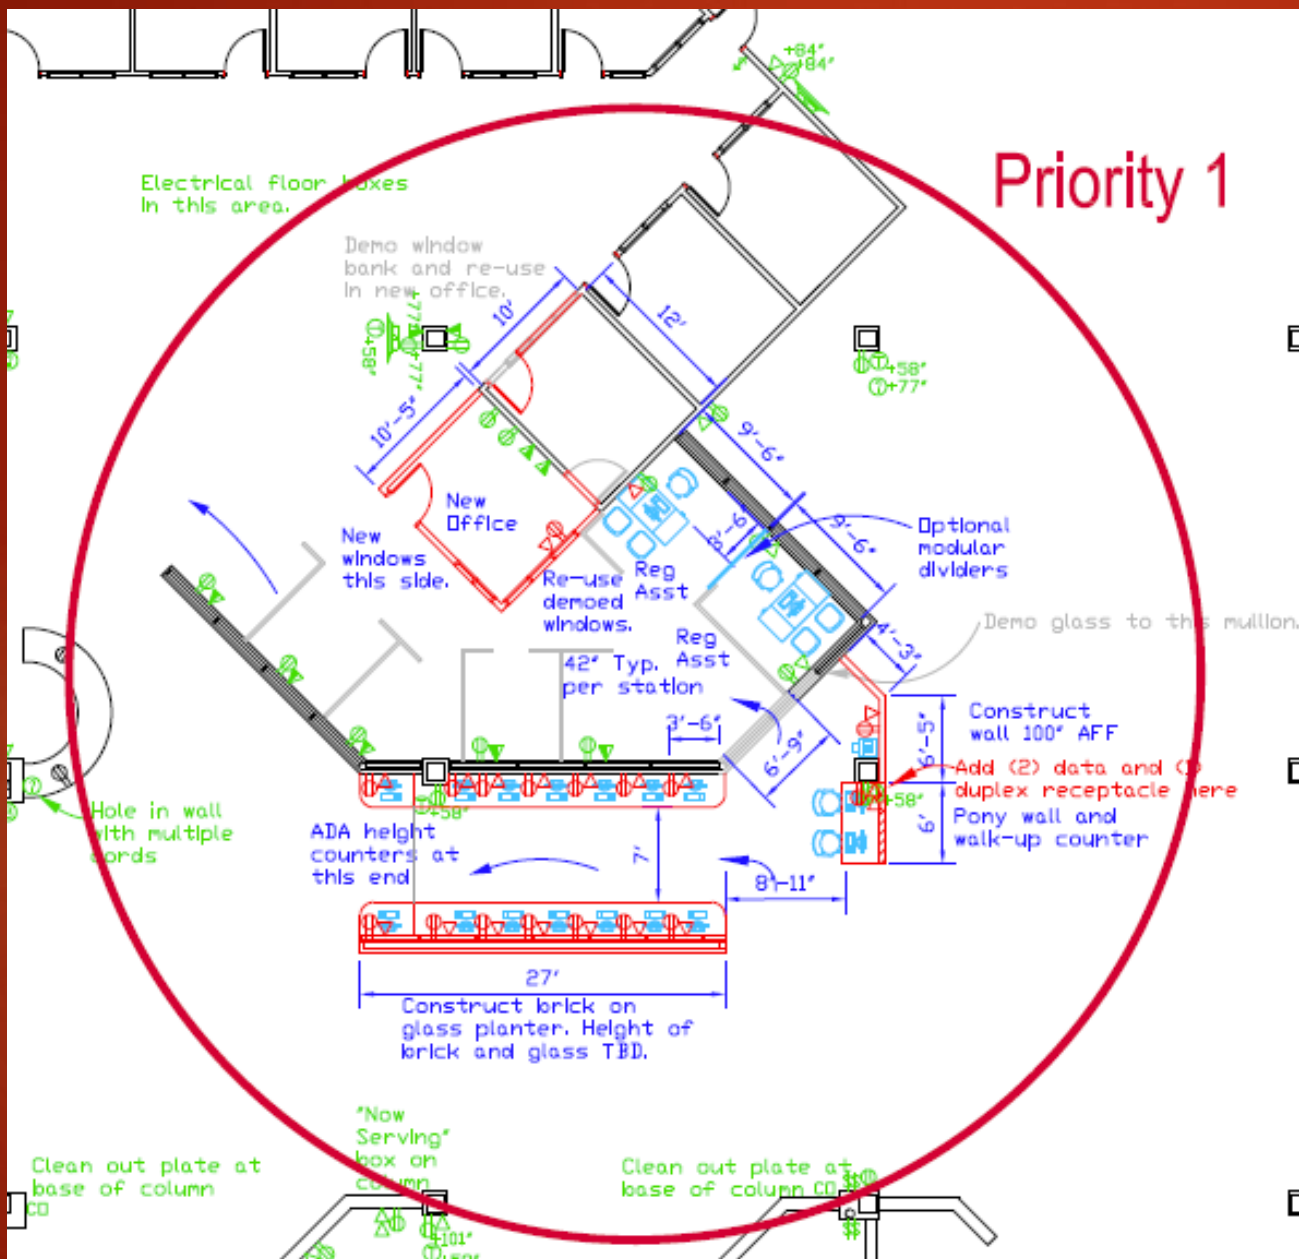 +84"
+84"
Priority 1
Electrical floor boxes
in this area.
Demo window
bank and re-use
in new office.
10'
12'
+77"
+58"
+77"
+58"
+77"
10'-5"
9'-6"
9'-6"
New
Office
New
windows
this side.
Re-use
demoed
windows.
Reg
Asst
8'-6"
Optional
modular
dividers
Reg
Asst
Demo glass to this mullion.
4'-3"
42" Typ.
per station
3'-6"
6'-9"
6'-5"
Construct
wall 100" AFF
Add (2) data and (1)
duplex receptacle here
+58"
+58"
6'
Pony wall and
walk-up counter
Hole in wall
with multiple
cords
ADA height
counters at
this end
7'
8'-11"
27'
Construct brick on
glass planter. Height of
brick and glass TBD.
"Now
Serving"
box on
column
Clean out plate at
base of column
CO
Clean out plate at
base of column CO
$$
$$
+101"